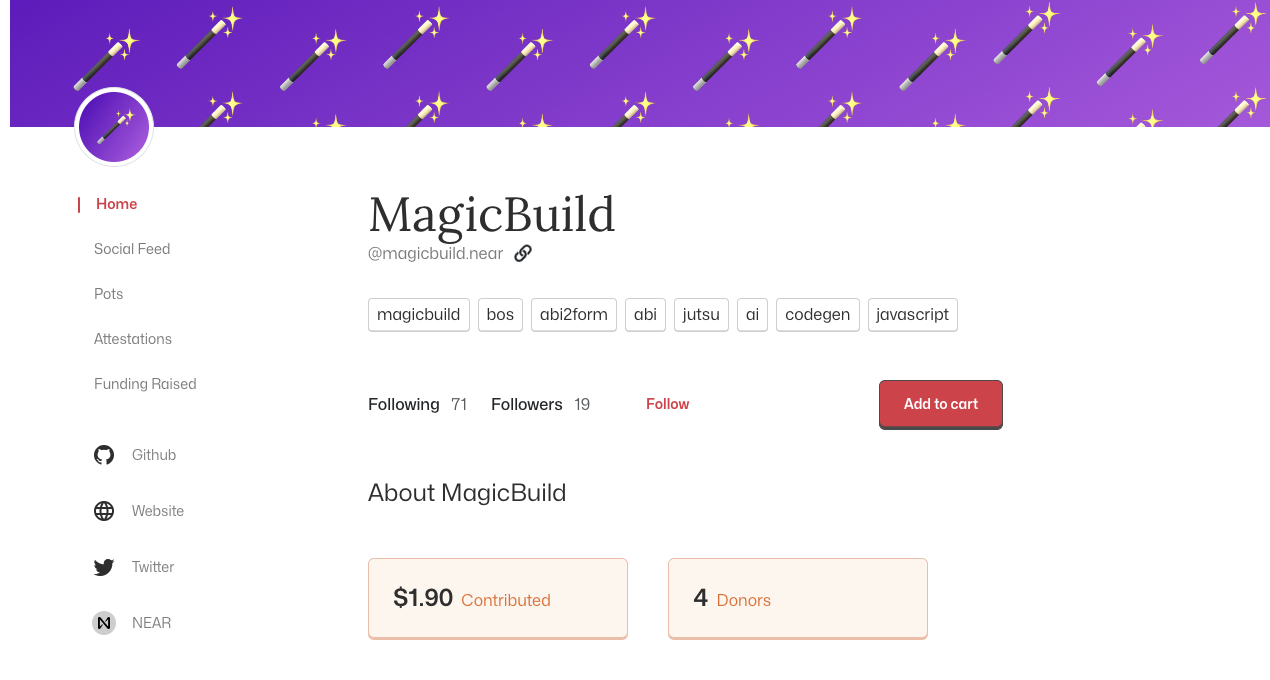 Home
Social Feed
Pots
Attestations
Funding Raised
Github
Website
Twitter
NEAR
MagicBuild
@magicbuild.near
magicbuild bos abi2form abi jutsu ai codegen javascript
Following 71 Followers 19 Follow Add to cart
About MagicBuild
$1.90 Contributed 4 Donors